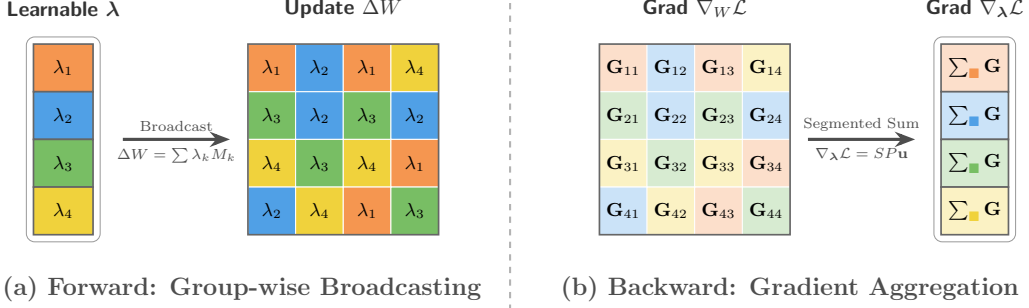 Learnable λ
Update ΔW
λ₁
λ₂
λ₃
λ₄
Broadcast
ΔW = ∑ λₖMₖ
λ₁ λ₂ λ₁ λ₄
λ₃ λ₂ λ₃ λ₂
λ₄ λ₃ λ₄ λ₁
λ₂ λ₄ λ₁ λ₃
(a) Forward: Group-wise Broadcasting
Grad ∇_W ℒ
Grad ∇_λ ℒ
G₁₁ G₁₂ G₁₃ G₁₄
G₂₁ G₂₂ G₂₃ G₂₄
G₃₁ G₃₂ G₃₃ G₃₄
G₄₁ G₄₂ G₄₃ G₄₄
Segmented Sum
∇_λ ℒ = SPu
∑ G
∑ G
∑ G
∑ G
(b) Backward: Gradient Aggregation